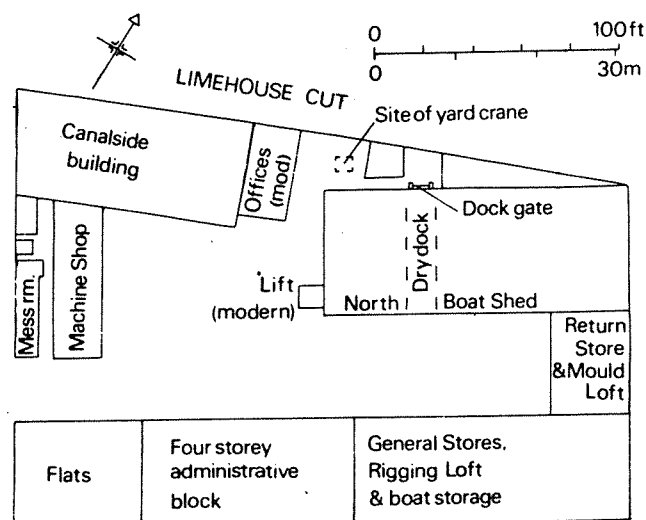 0 100ft
0 30m
LIMEHOUSE CUT
Site of yard crane
Canalside
building
Offices
(mod)
Dock gate
Dry dock
Machine Shop
Mess rm.
Lift
(modern)
North Boat Shed
Return
Store
& Mould
Loft
Flats
Four storey
administrative
block
General Stores,
Rigging Loft
& boat storage